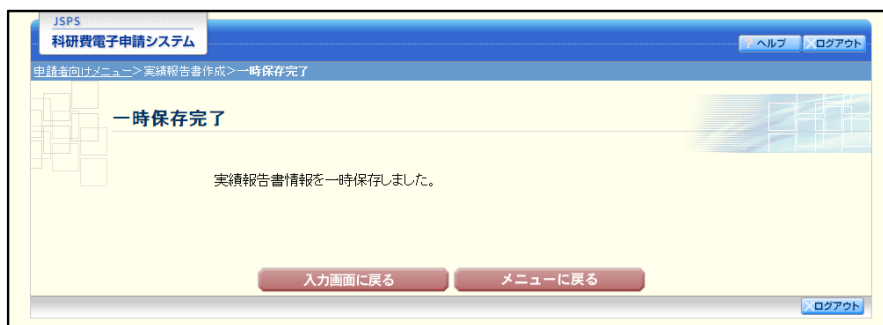 JSPS
科研費電子申請システム
? ヘルプ
×ログアウト
申請者向けメニュー>実績報告書作成>一時保存完了
一時保存完了
実績報告書情報を一時保存しました。
入力画面に戻る
メニューに戻る
×ログアウト